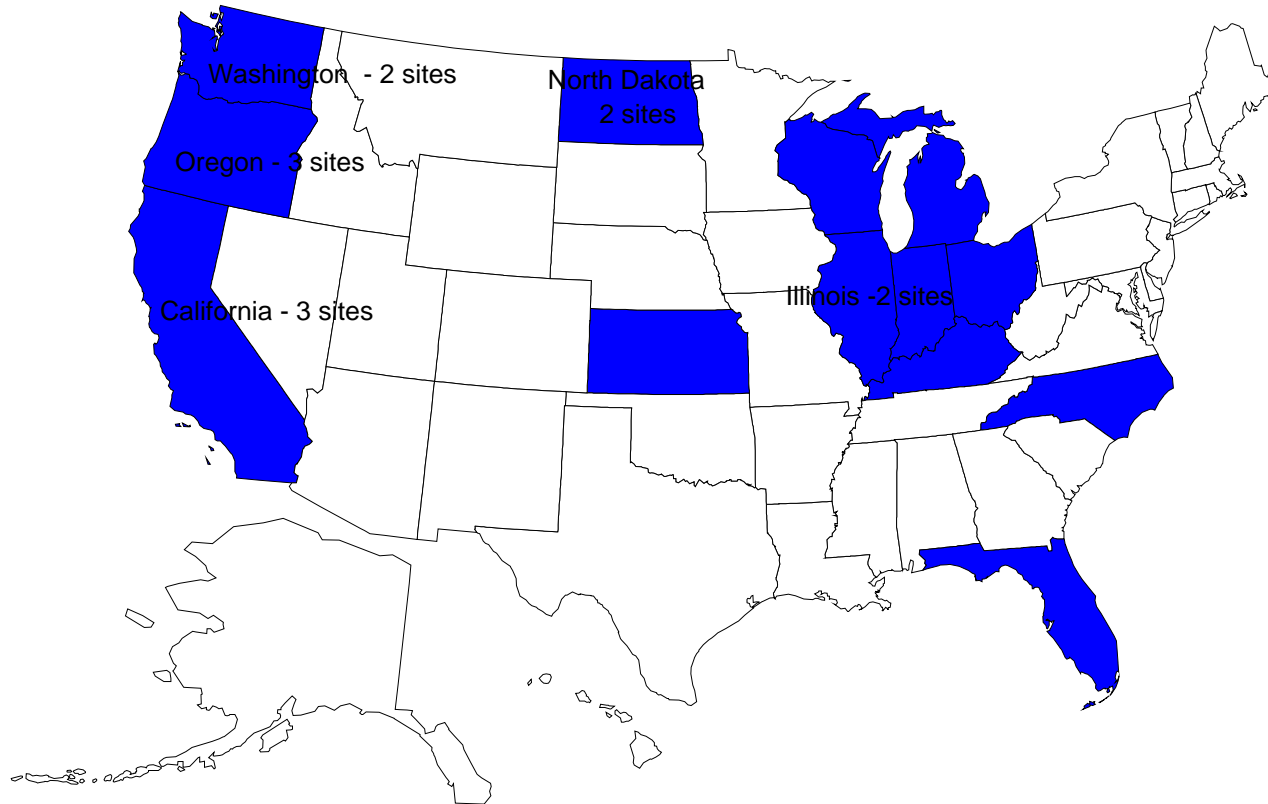 Washington  - 2 sites
North Dakota
2 sites
Oregon - 3 sites
Illinois -2 sites
California - 3 sites